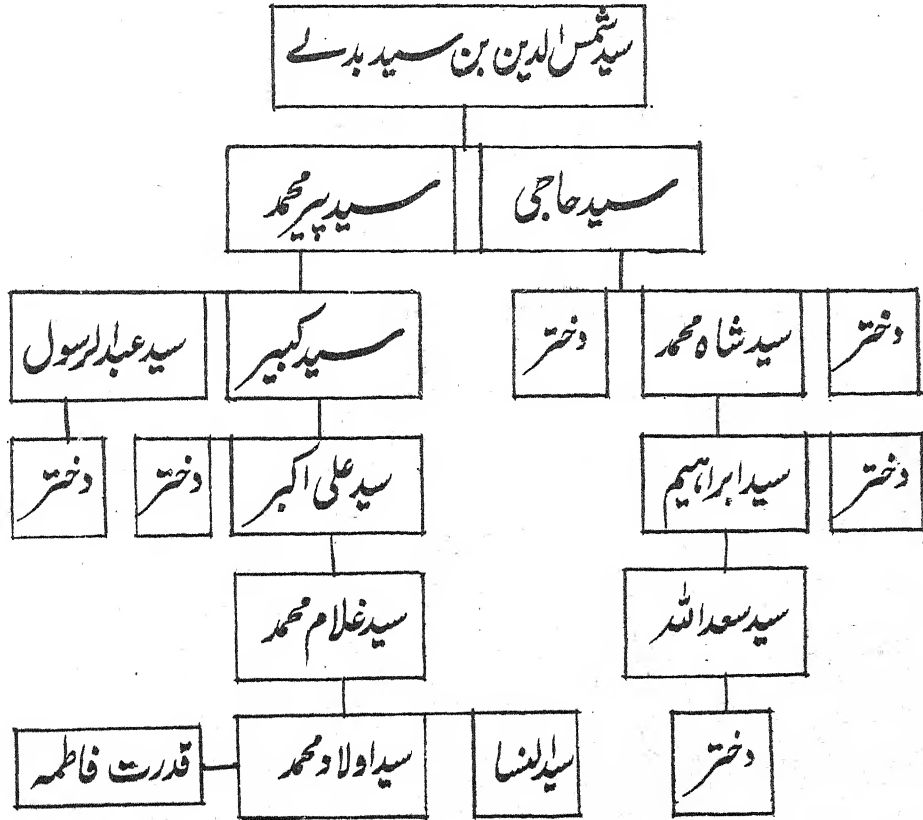 سید شمس الدین بن سید بدلے
سید حاجی
سید پیر محمد
دختر
سید شاہ محمد
دختر
سید کبیر
سید عبدالرسول
دختر
سید ابراہیم
سید علی اکبر
دختر
دختر
سید سعد اللہ
سید غلام محمد
دختر
سید النسا
سید اولاد محمد
قدرت فاطمہ